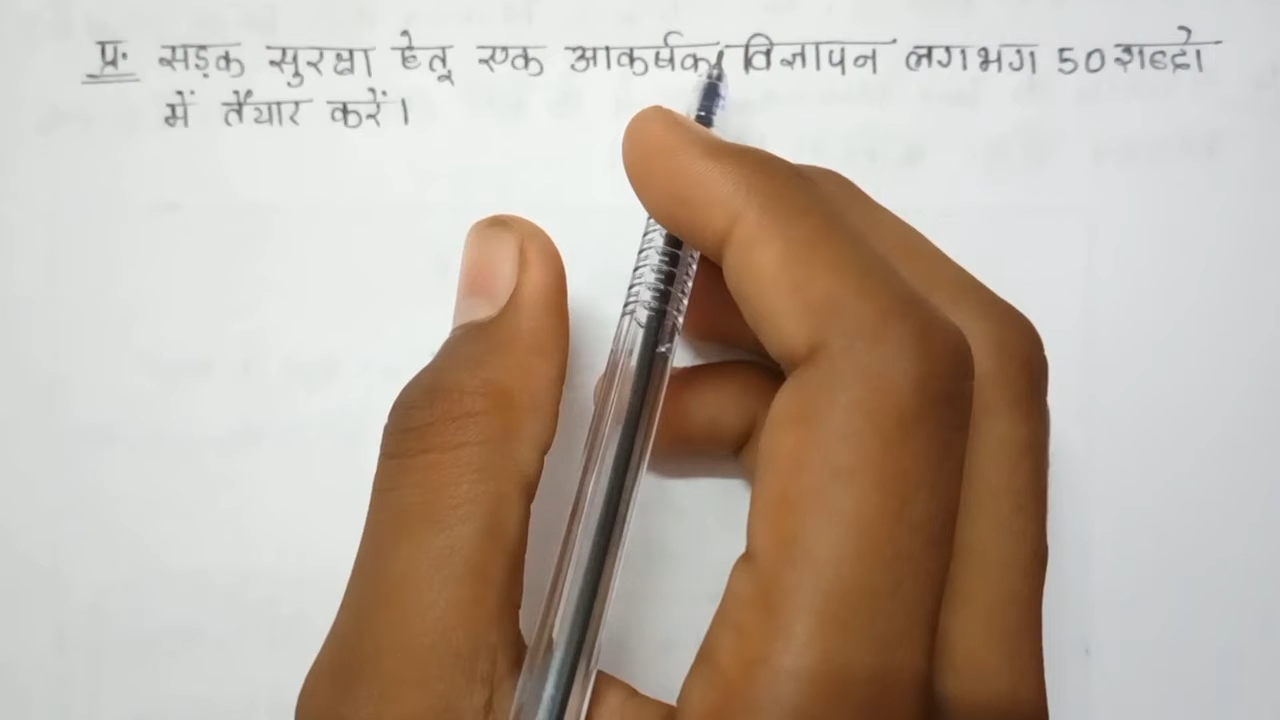 प्र. सड़क सुरक्षा हेतू एक आकर्षक विज्ञापन लगभग 50 शब्दो
में तैयार करें।